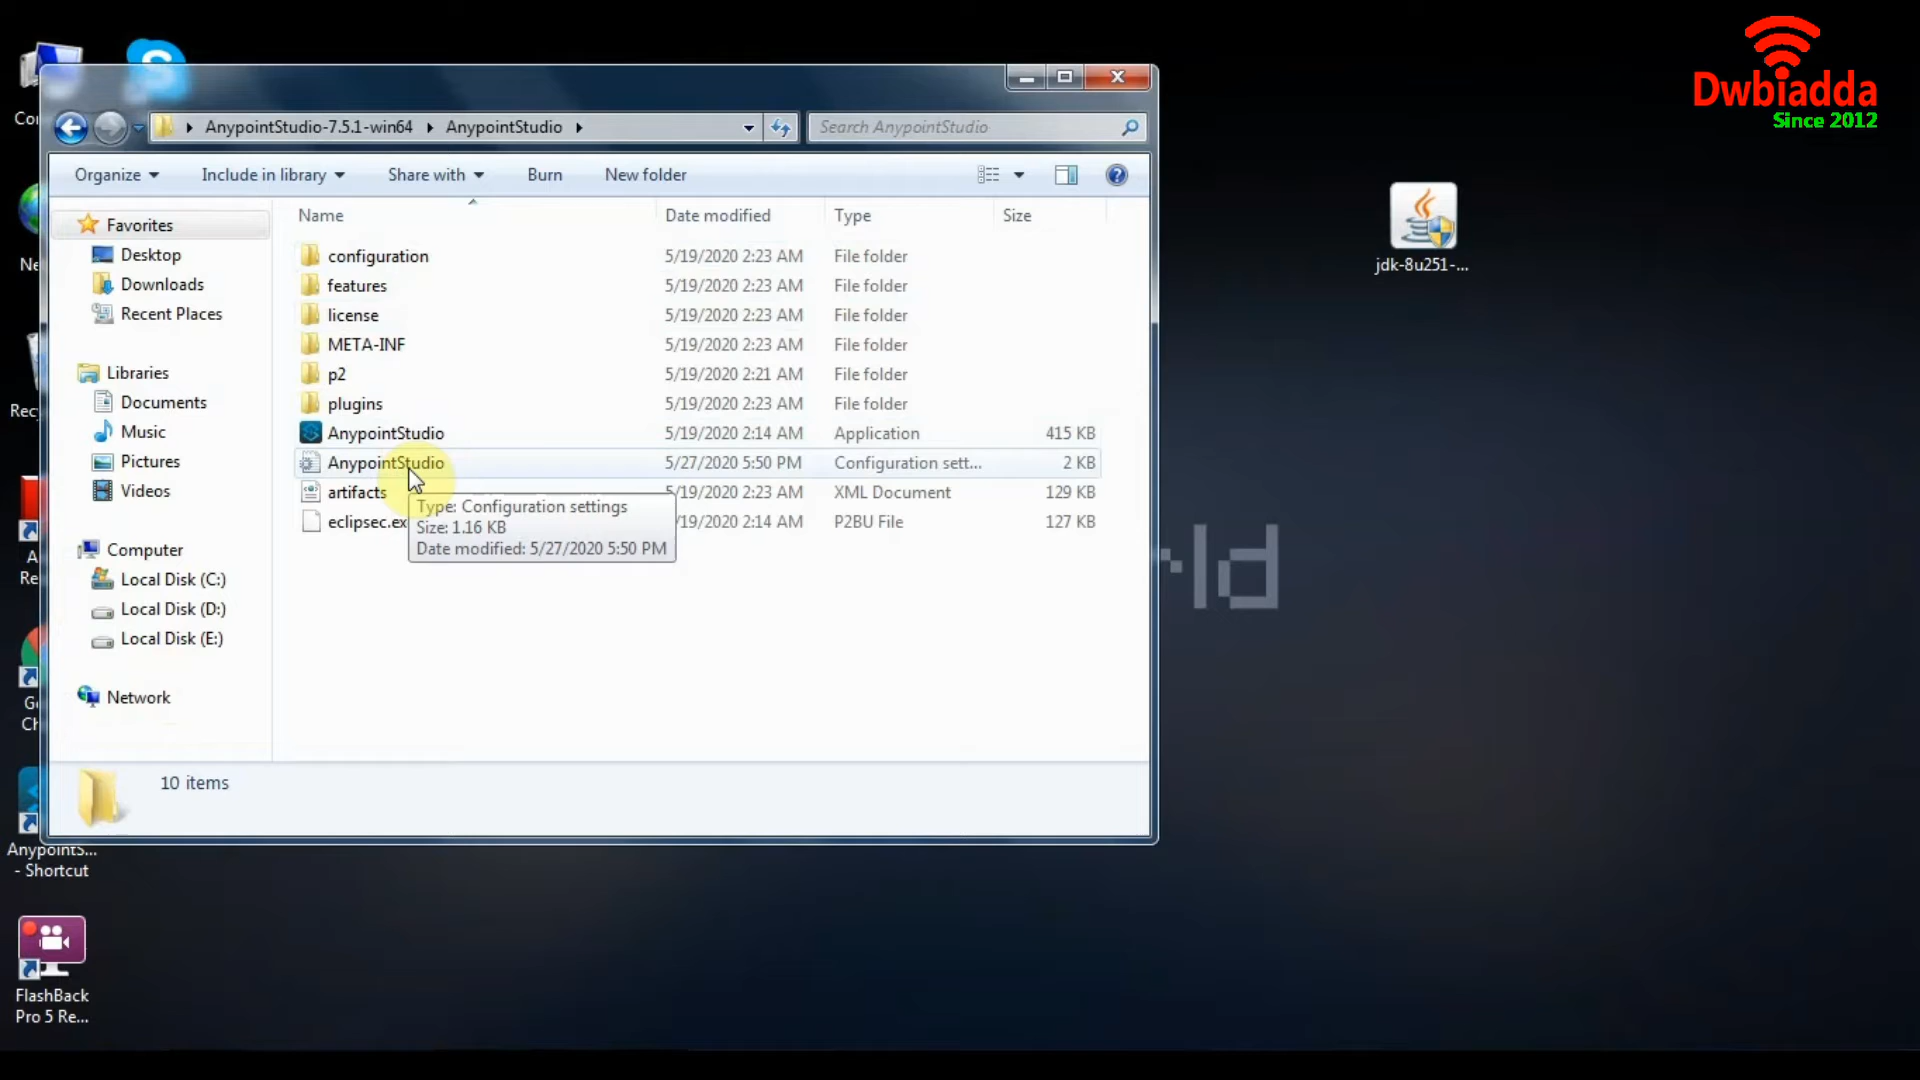 Dwbiadda
Since 2012
AnypointStudio-7.5.1-win64 AnypointStudio
Search AnypointStudio
Organize Include in library Share with Burn New folder
Name Date modified Type Size
Favorites
Desktop
Downloads
Recent Places
Libraries
Documents
Music
Pictures
Videos
Computer
Local Disk (C:)
Local Disk (D:)
Local Disk (E:)
Network
configuration 5/19/2020 2:23 AM File folder
features 5/19/2020 2:23 AM File folder
license 5/19/2020 2:23 AM File folder
META-INF 5/19/2020 2:23 AM File folder
p2 5/19/2020 2:21 AM File folder
plugins 5/19/2020 2:23 AM File folder
AnypointStudio 5/19/2020 2:14 AM Application 415 KB
AnypointStudio 5/27/2020 5:50 PM Configuration sett... 2 KB
artifacts 5/19/2020 2:23 AM XML Document 129 KB
eclipsec.ex /19/2020 2:14 AM P2BU File 127 KB
Type: Configuration settings
Size: 1.16 KB
Date modified: 5/27/2020 5:50 PM
10 items
jdk-8u251-...
rld
AnypointS...
- Shortcut
FlashBack
Pro 5 Re...